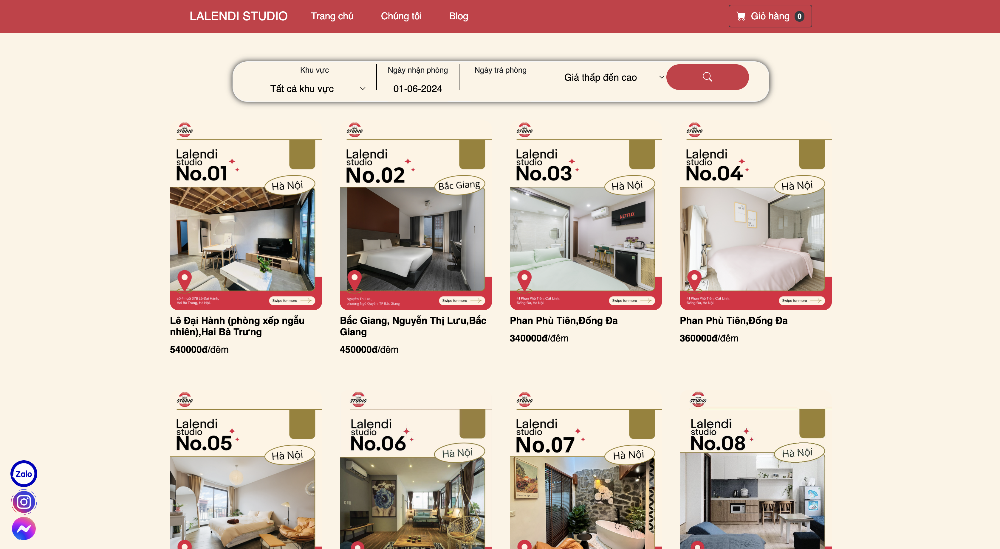 LALENDI STUDIO
Trang chủ
Chúng tôi
Blog
Giỏ hàng 0
Khu vực
Tất cả khu vực
Ngày nhận phòng
01-06-2024
Ngày trả phòng
Giá thấp đến cao
STUDIO
Lalendi
studio
No.01
Hà Nội
số 4 ngõ 37B Lê Đại Hành,
Hai Bà Trưng, Hà Nội.
Swipe for more
Lê Đại Hành (phòng xếp ngẫu
nhiên),Hai Bà Trưng
540000đ/đêm
STUDIO
Lalendi
studio
No.02
Bắc Giang
Nguyễn Thị Lưu,
phường Ngô Quyền, TP Bắc Giang
Swipe for more
Bắc Giang, Nguyễn Thị Lưu,Bắc
Giang
450000đ/đêm
STUDIO
Lalendi
studio
No.03
Hà Nội
NETFLIX
41 Phan Phù Tiên, Cát Linh,
Đống Đa, Hà Nội
Swipe for more
Phan Phù Tiên,Đống Đa
340000đ/đêm
STUDIO
Lalendi
studio
No.04
Hà Nội
41 Phan Phù Tiên, Cát Linh,
Đống Đa, Hà Nội
Swipe for more
Phan Phù Tiên,Đống Đa
360000đ/đêm
STUDIO
Lalendi
studio
No.05
Hà Nội
STUDIO
Lalendi
studio
No.06
Hà Nội
STUDIO
Lalendi
studio
No.07
Hà Nội
STUDIO
Lalendi
studio
No.08
Hà Nội
Zalo